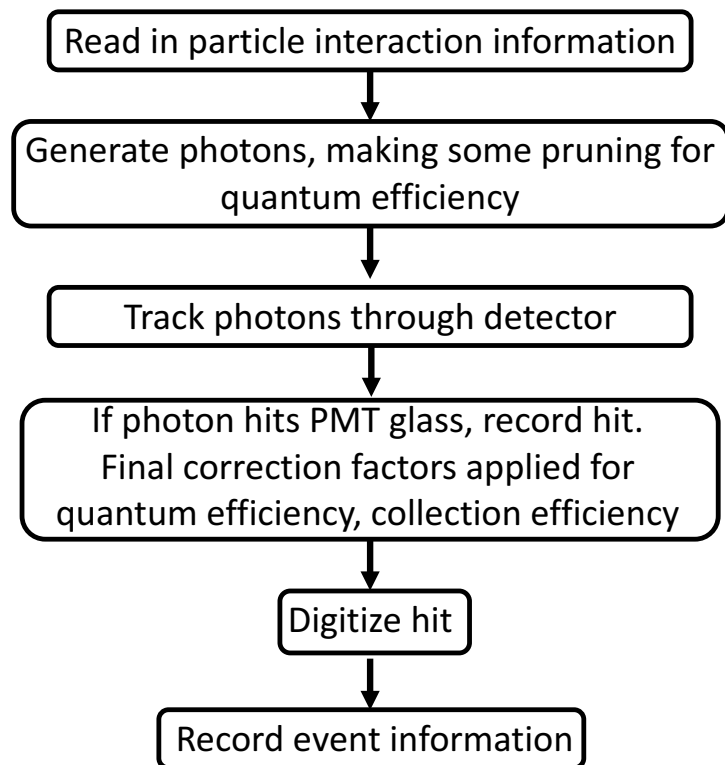 Read in particle interaction information
Generate photons, making some pruning for
quantum efficiency
Track photons through detector
If photon hits PMT glass, record hit.
Final correction factors applied for
quantum efficiency, collection efficiency
Digitize hit
Record event information